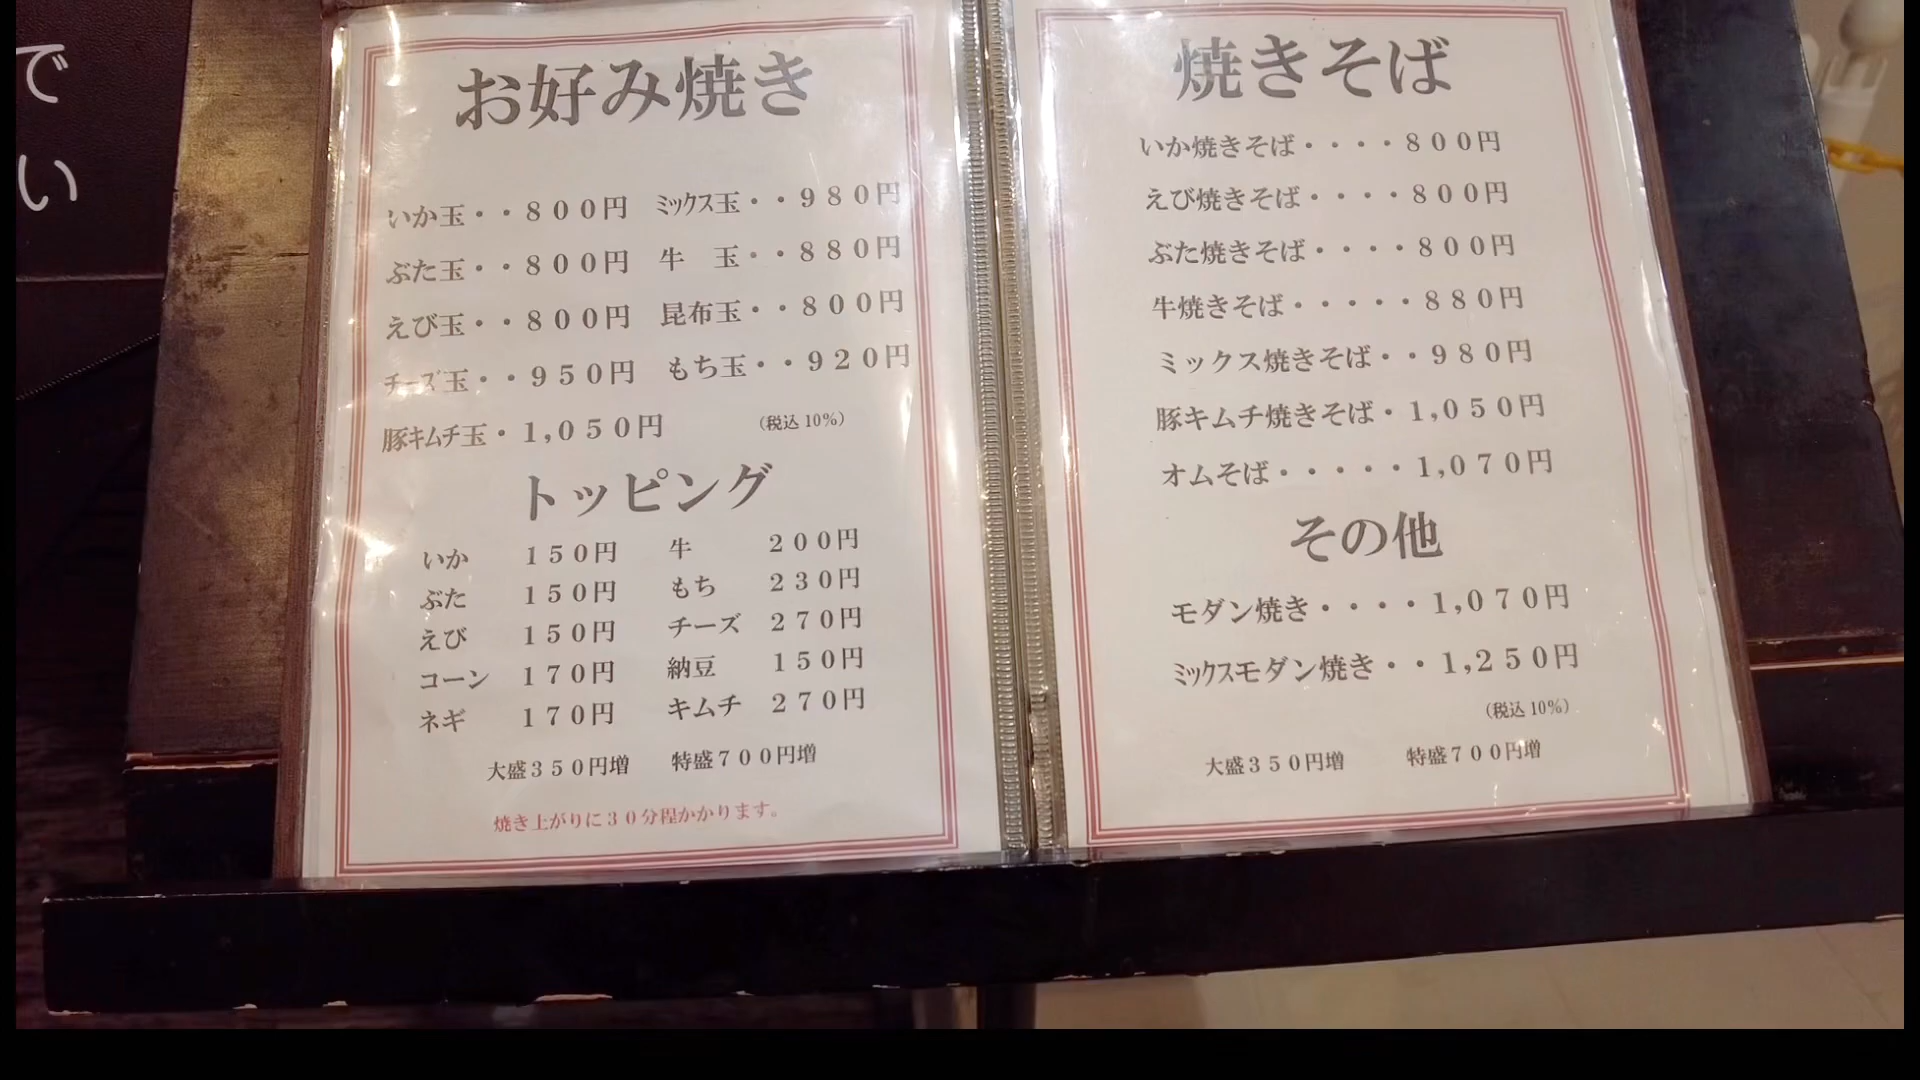 で
い
お好み焼き
いか玉・・８００円　ミックス玉・・９８０円
ぶた玉・・８００円　牛　玉・・８８０円
えび玉・・８００円　昆布玉・・８００円
チーズ玉・・９５０円　もち玉・・９２０円
豚キムチ玉・１,０５０円　（税込10%）
トッピング
いか　１５０円　牛　２００円
ぶた　１５０円　もち　２３０円
えび　１５０円　チーズ　２７０円
コーン　１７０円　納豆　１５０円
ネギ　１７０円　キムチ　２７０円
大盛３５０円増　特盛７００円増
焼き上がりに３０分程かかります。
焼きそば
いか焼きそば・・・・８００円
えび焼きそば・・・・８００円
ぶた焼きそば・・・・８００円
牛焼きそば・・・・・８８０円
ミックス焼きそば・・９８０円
豚キムチ焼きそば・１,０５０円
オムそば・・・・・１,０７０円
その他
モダン焼き・・・・１,０７０円
ミックスモダン焼き・・１,２５０円
（税込10%）
大盛３５０円増　特盛７００円増